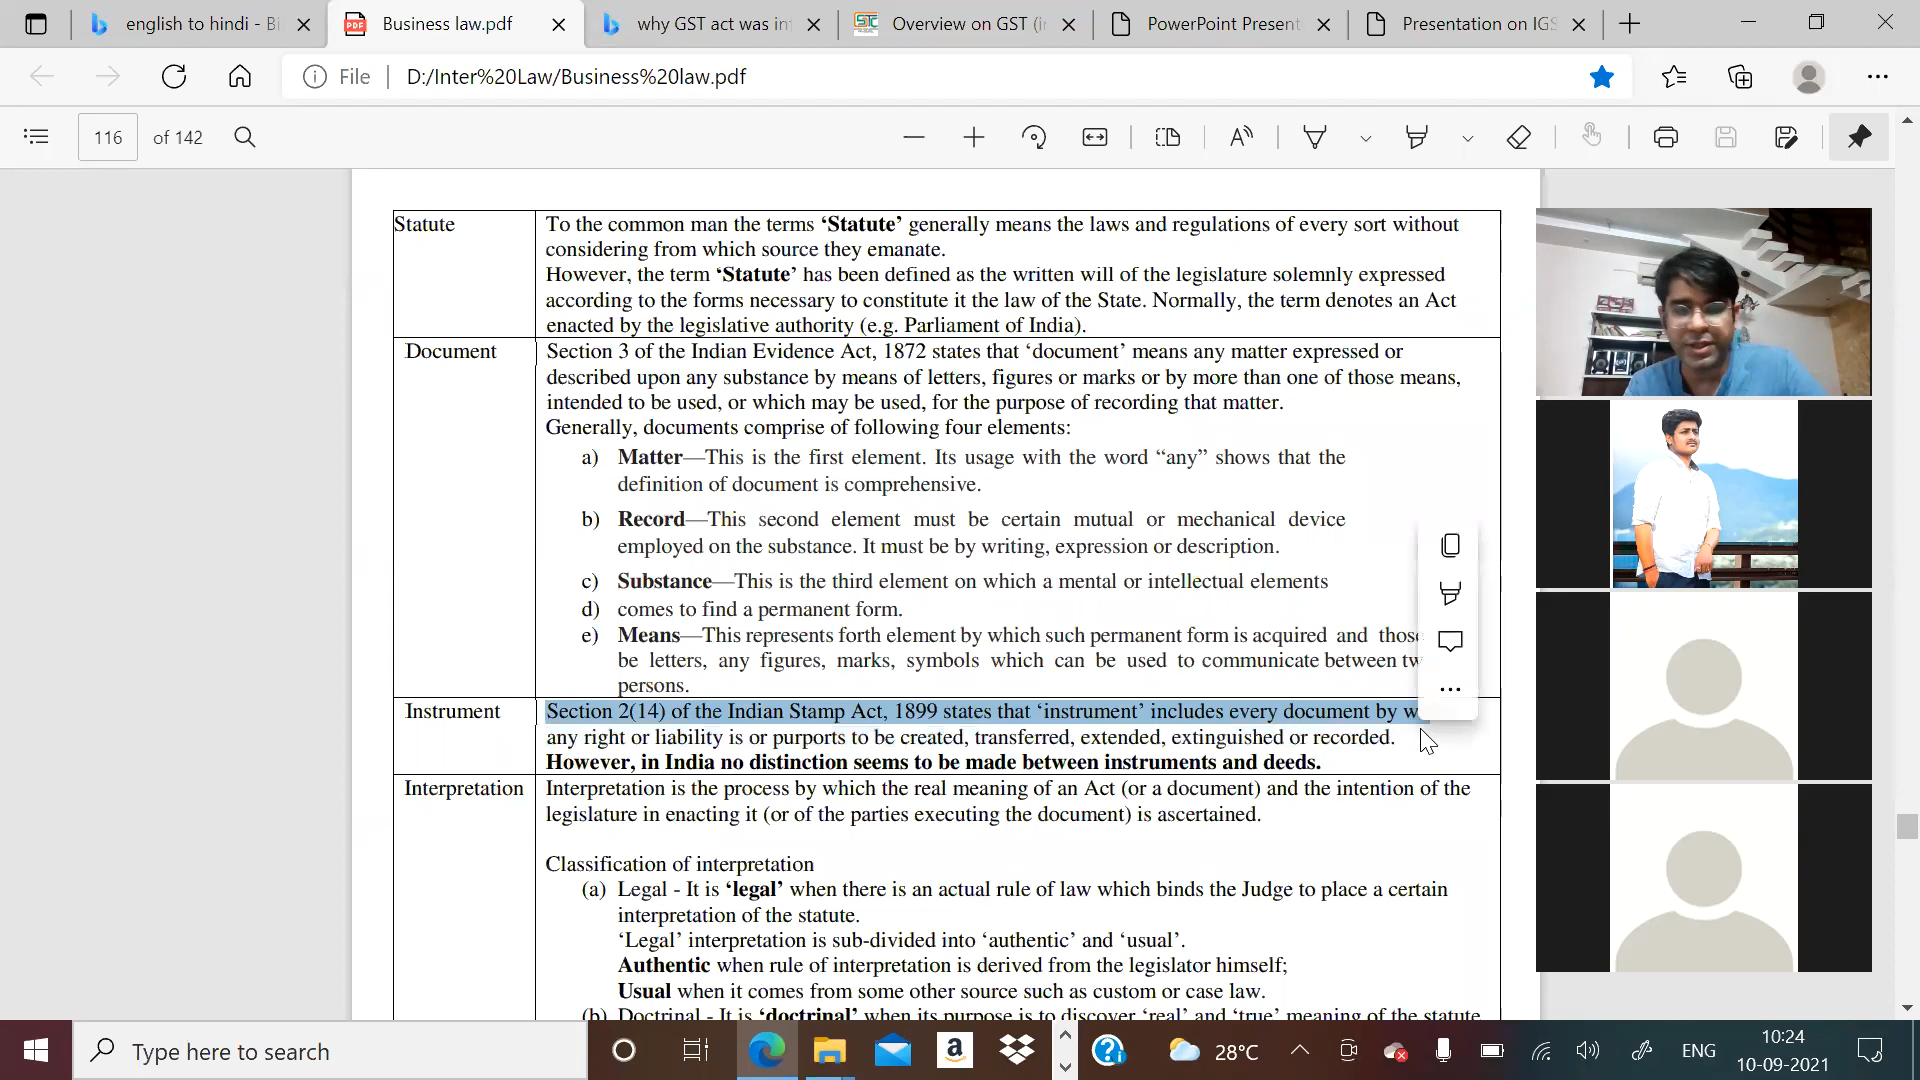 english to hindi - Bi
Business law.pdf
why GST act was int
Overview on GST (i
PowerPoint Present
Presentation on IGS
File
D:/Inter%20Law/Business%20law.pdf
116
of 142
Statute
To the common man the terms ‘Statute’ generally means the laws and regulations of every sort without
considering from which source they emanate.
However, the term ‘Statute’ has been defined as the written will of the legislature solemnly expressed
according to the forms necessary to constitute it the law of the State. Normally, the term denotes an Act
enacted by the legislative authority (e.g. Parliament of India).
Document
Section 3 of the Indian Evidence Act, 1872 states that ‘document’ means any matter expressed or
described upon any substance by means of letters, figures or marks or by more than one of those means,
intended to be used, or which may be used, for the purpose of recording that matter.
Generally, documents comprise of following four elements:
a) Matter—This is the first element. Its usage with the word “any” shows that the
definition of document is comprehensive.
b) Record—This second element must be certain mutual or mechanical device
employed on the substance. It must be by writing, expression or description.
c) Substance—This is the third element on which a mental or intellectual elements
d) comes to find a permanent form.
e) Means—This represents forth element by which such permanent form is acquired and those
be letters, any figures, marks, symbols which can be used to communicate between tw
persons.
Instrument
Section 2(14) of the Indian Stamp Act, 1899 states that ‘instrument’ includes every document by w
any right or liability is or purports to be created, transferred, extended, extinguished or recorded.
However, in India no distinction seems to be made between instruments and deeds.
Interpretation
Interpretation is the process by which the real meaning of an Act (or a document) and the intention of the
legislature in enacting it (or of the parties executing the document) is ascertained.
Classification of interpretation
(a) Legal - It is ‘legal’ when there is an actual rule of law which binds the Judge to place a certain
interpretation of the statute.
‘Legal’ interpretation is sub-divided into ‘authentic’ and ‘usual’.
Authentic when rule of interpretation is derived from the legislator himself;
Usual when it comes from some other source such as custom or case law.
(b) Doctrinal - It is ‘doctrinal’ when its purpose is to discover ‘real’ and ‘true’ meaning of the statute
Type here to search
28°C
ENG
10:24
10-09-2021